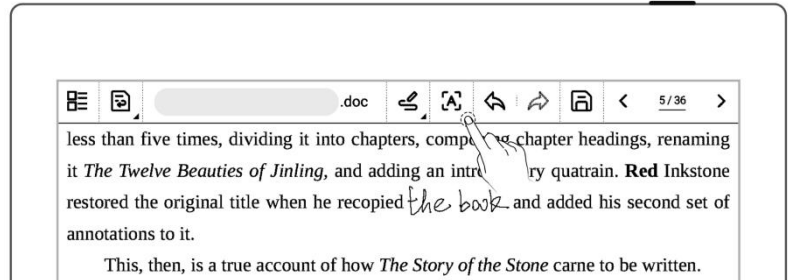 .doc A 5/36
less than five times, dividing it into chapters, comp chapter headings, renaming
it The Twelve Beauties of Jinling, and adding an intr ry quatrain. Red Inkstone
restored the original title when he recopied the book and added his second set of
annotations to it.
This, then, is a true account of how The Story of the Stone carne to be written.